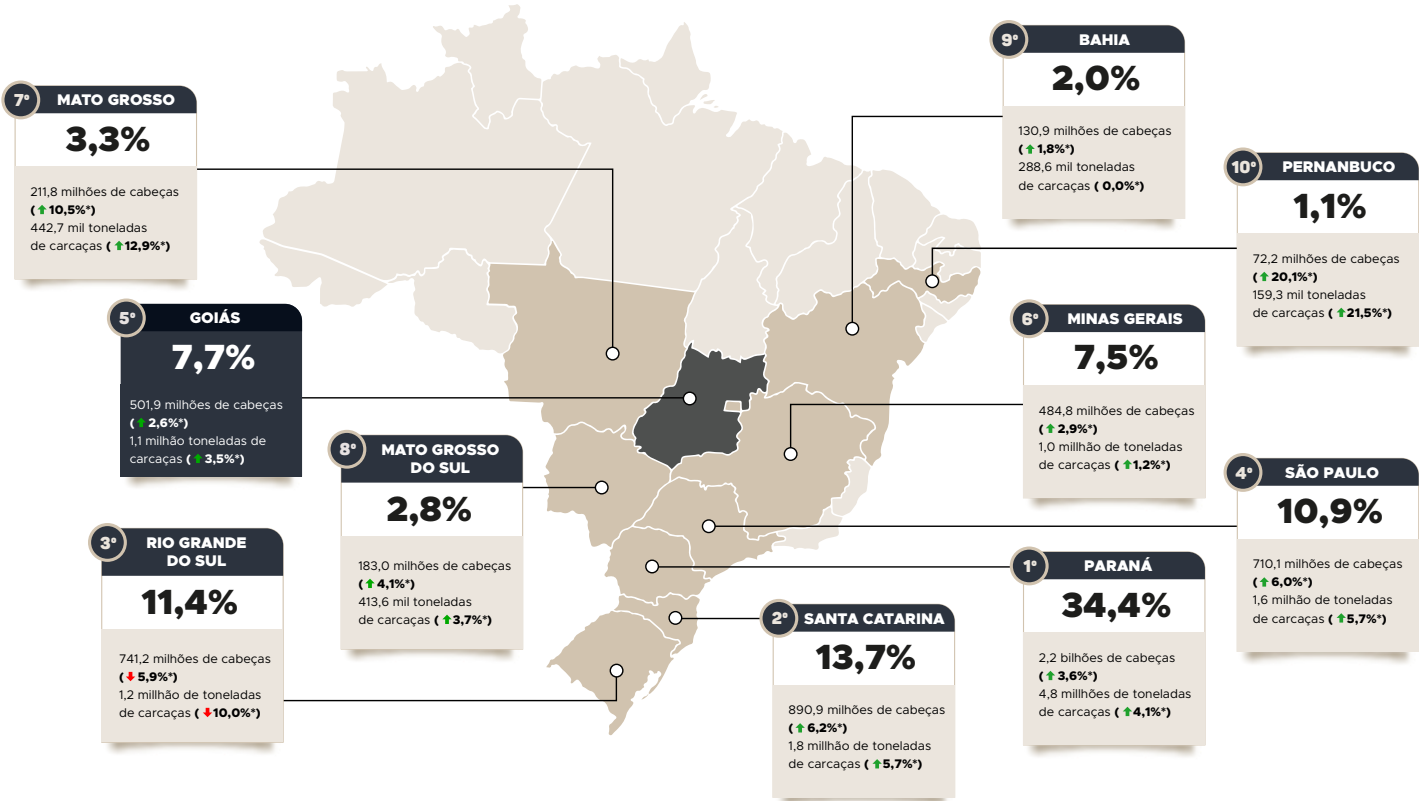 7º
MATO GROSSO
3,3%
211,8 milhões de cabeças
( 10,5%*)
442,7 mil toneladas
de carcaças ( 12,9%*)
5º
GOIÁS
7,7%
501,9 milhões de cabeças
( 2,6%*)
1,1 milhão toneladas de
carcaças ( 3,5%*)
3º
RIO GRANDE
DO SUL
11,4%
741,2 milhões de cabeças
( 5,9%*)
1,2 millhão de toneladas
de carcaças ( 10,0%*)
8º
MATO GROSSO
DO SUL
2,8%
183,0 milhões de cabeças
( 4,1%*)
413,6 mil toneladas
de carcaças ( 3,7%*)
2º
SANTA CATARINA
13,7%
890,9 milhões de cabeças
( 6,2%*)
1,8 millhão de toneladas
de carcaças ( 5,7%*)
9º
BAHIA
2,0%
130,9 milhões de cabeças
( 1,8%*)
288,6 mil toneladas
de carcaças ( 0,0%*)
10º
PERNANBUCO
1,1%
72,2 milhões de cabeças
( 20,1%*)
159,3 mil toneladas
de carcaças ( 21,5%*)
6º
MINAS GERAIS
7,5%
484,8 milhões de cabeças
( 2,9%*)
1,0 millhão de tonelada
de carcaças ( 1,2%*)
4º
SÃO PAULO
10,9%
710,1 milhões de cabeças
( 6,0%*)
1,6 milhão de toneladas
de carcaças ( 5,7%*)
1º
PARANÁ
34,4%
2,2 bilhões de cabeças
( 3,6%*)
4,8 millhões de toneladas
de carcaças ( 4,1%*)